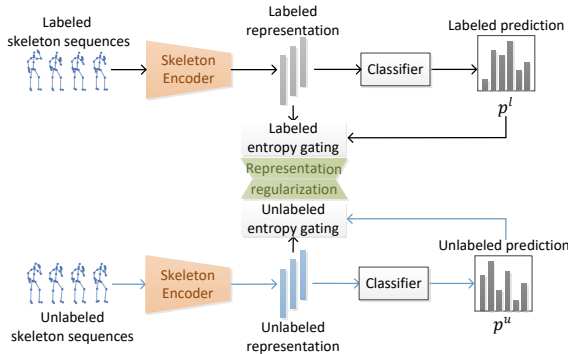 Labeled
skeleton sequences
Skeleton
Encoder
Labeled
representation
Classifier
Labeled prediction
p^l
Labeled
entropy gating
Representation
regularization
Unlabeled
entropy gating
Skeleton
Encoder
Unlabeled
skeleton sequences
Unlabeled
representation
Classifier
Unlabeled prediction
p^u